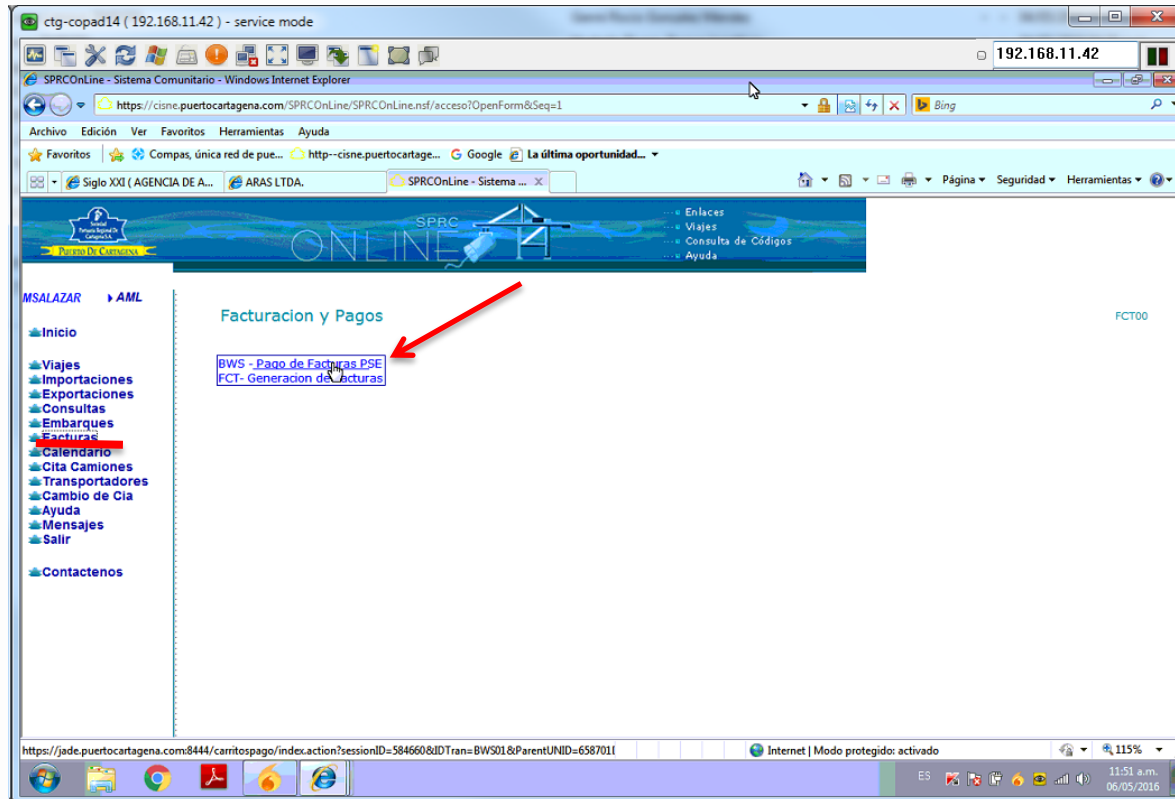 ctg-copad14 ( 192.168.11.42 ) - service mode
192.168.11.42
SPRCOnLine - Sistema Comunitario - Windows Internet Explorer
https://cisne.puertocartagena.com/SPRCOnLine/SPRCOnLine.nsf/acceso?OpenForm&Seq=1
Bing
Archivo Edición Ver Favoritos Herramientas Ayuda
Favoritos Compas, única red de pue... http--cisne.puertocartage... Google La última oportunidad...
Siglo XXI ( AGENCIA DE A... ARAS LTDA. SPRCOnLine - Sistema ... X Página Seguridad Herramientas
Sociedad
Portuaria Regional De
Cartagena S.A.
PUERTO DE CARTAGENA
SPRC
ONLINE
Enlaces
Viajes
Consulta de Códigos
Ayuda
MSALAZAR AML
Inicio
Viajes
Importaciones
Exportaciones
Consultas
Embarques
Facturas
Calendario
Cita Camiones
Transportadores
Cambio de Cia
Ayuda
Mensajes
Salir
Contactenos
Facturacion y Pagos
FCT00
BWS - Pago de Facturas PSE
FCT- Generacion de Facturas
https://jade.puertocartagena.com:8444/carritospago/index.action?sessionID=584660&IDTran=BWS01&ParentUNID=658701
Internet | Modo protegido: activado
115%
ES
11:51 a.m.
06/05/2016